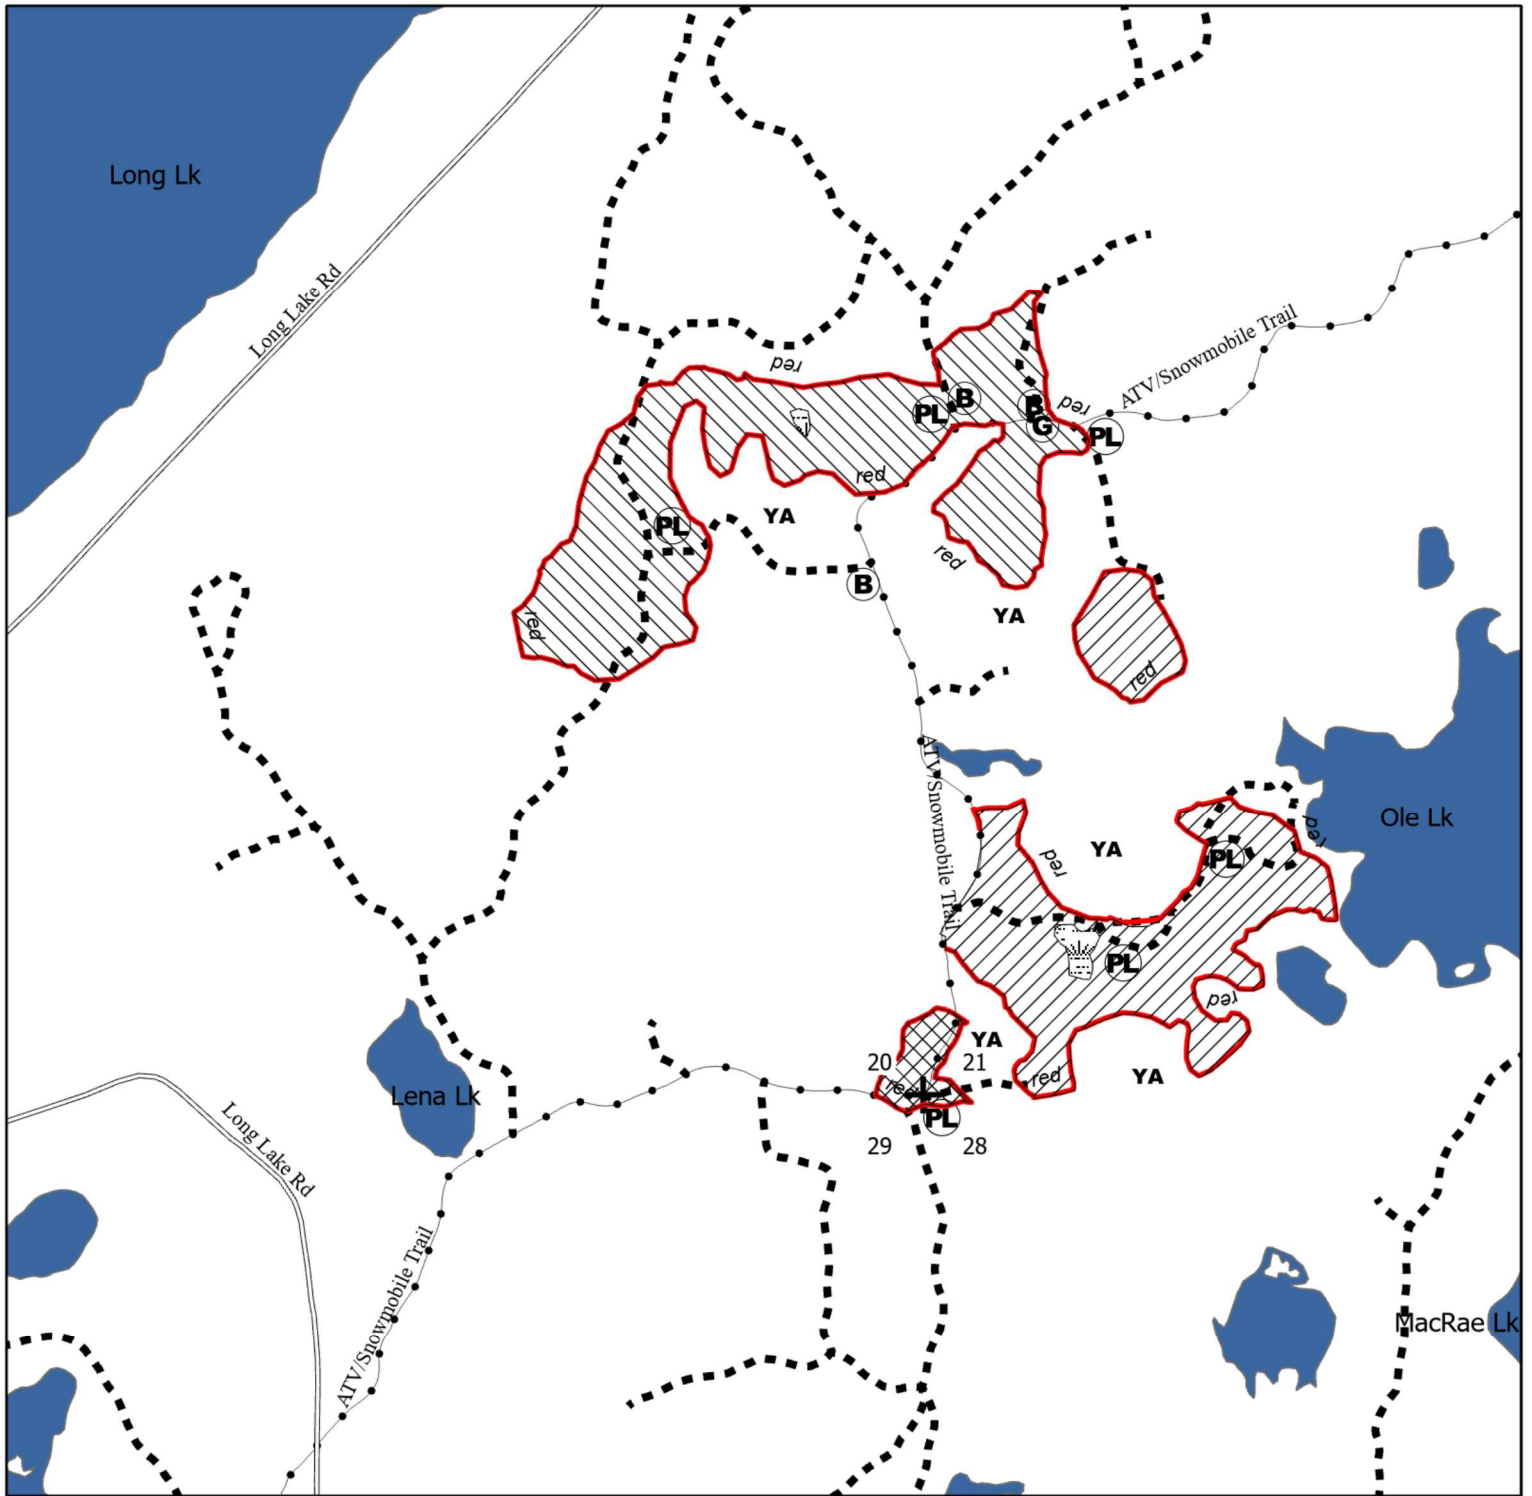 Long Lk
Long Lake Rd
ATV/Snowmobile Trail
red
B
B
red
PL
G
PL
red
YA
PL
red
B
YA
red
red
ATV/Snowmobile Trail
Ole Lk
red
YA
red
PL
PL
red
YA
20
21
red
red
YA
PL
29
28
Lena Lk
Long Lake Rd
ATV/Snowmobile Trail
MacRae Lk